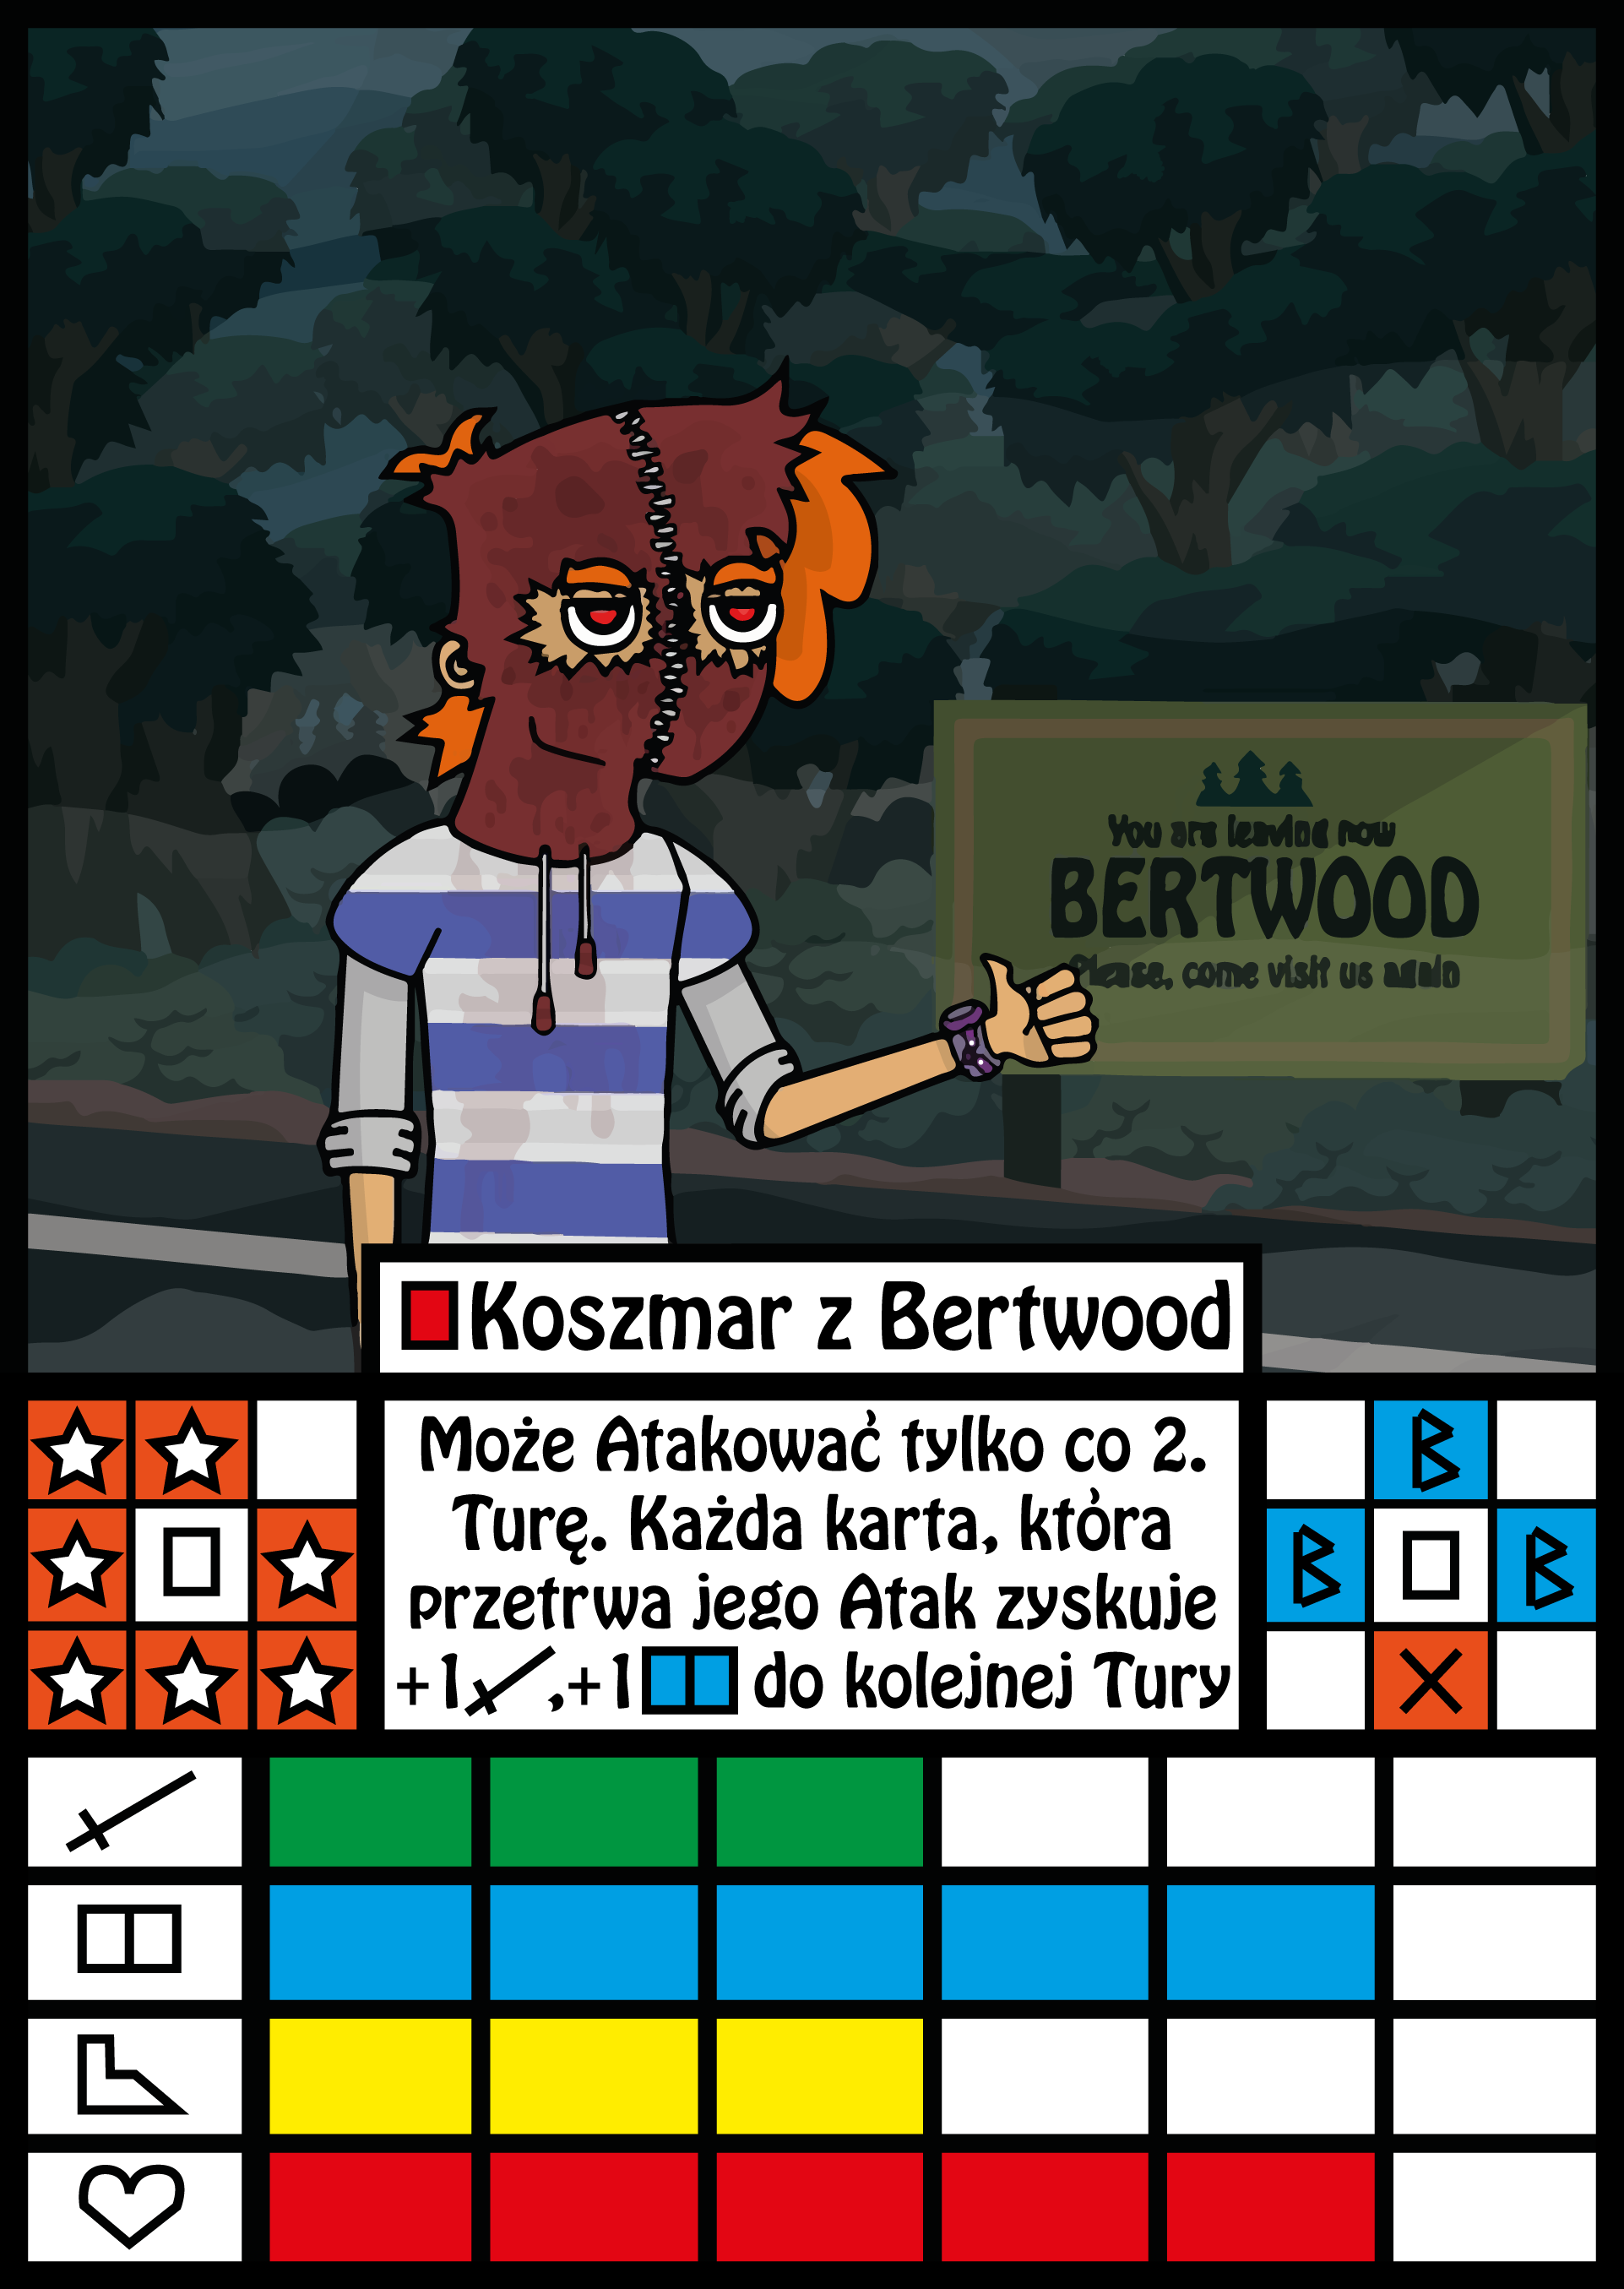 You are leaving now
BERTWOOD
Please, come visit us again
Koszmar z Bertwood
Może Atakować tylko co 2.
Turę. Każda karta, która
przetrwa jego Atak zyskuje
+1 ,+1 do kolejnej Tury
B
B B